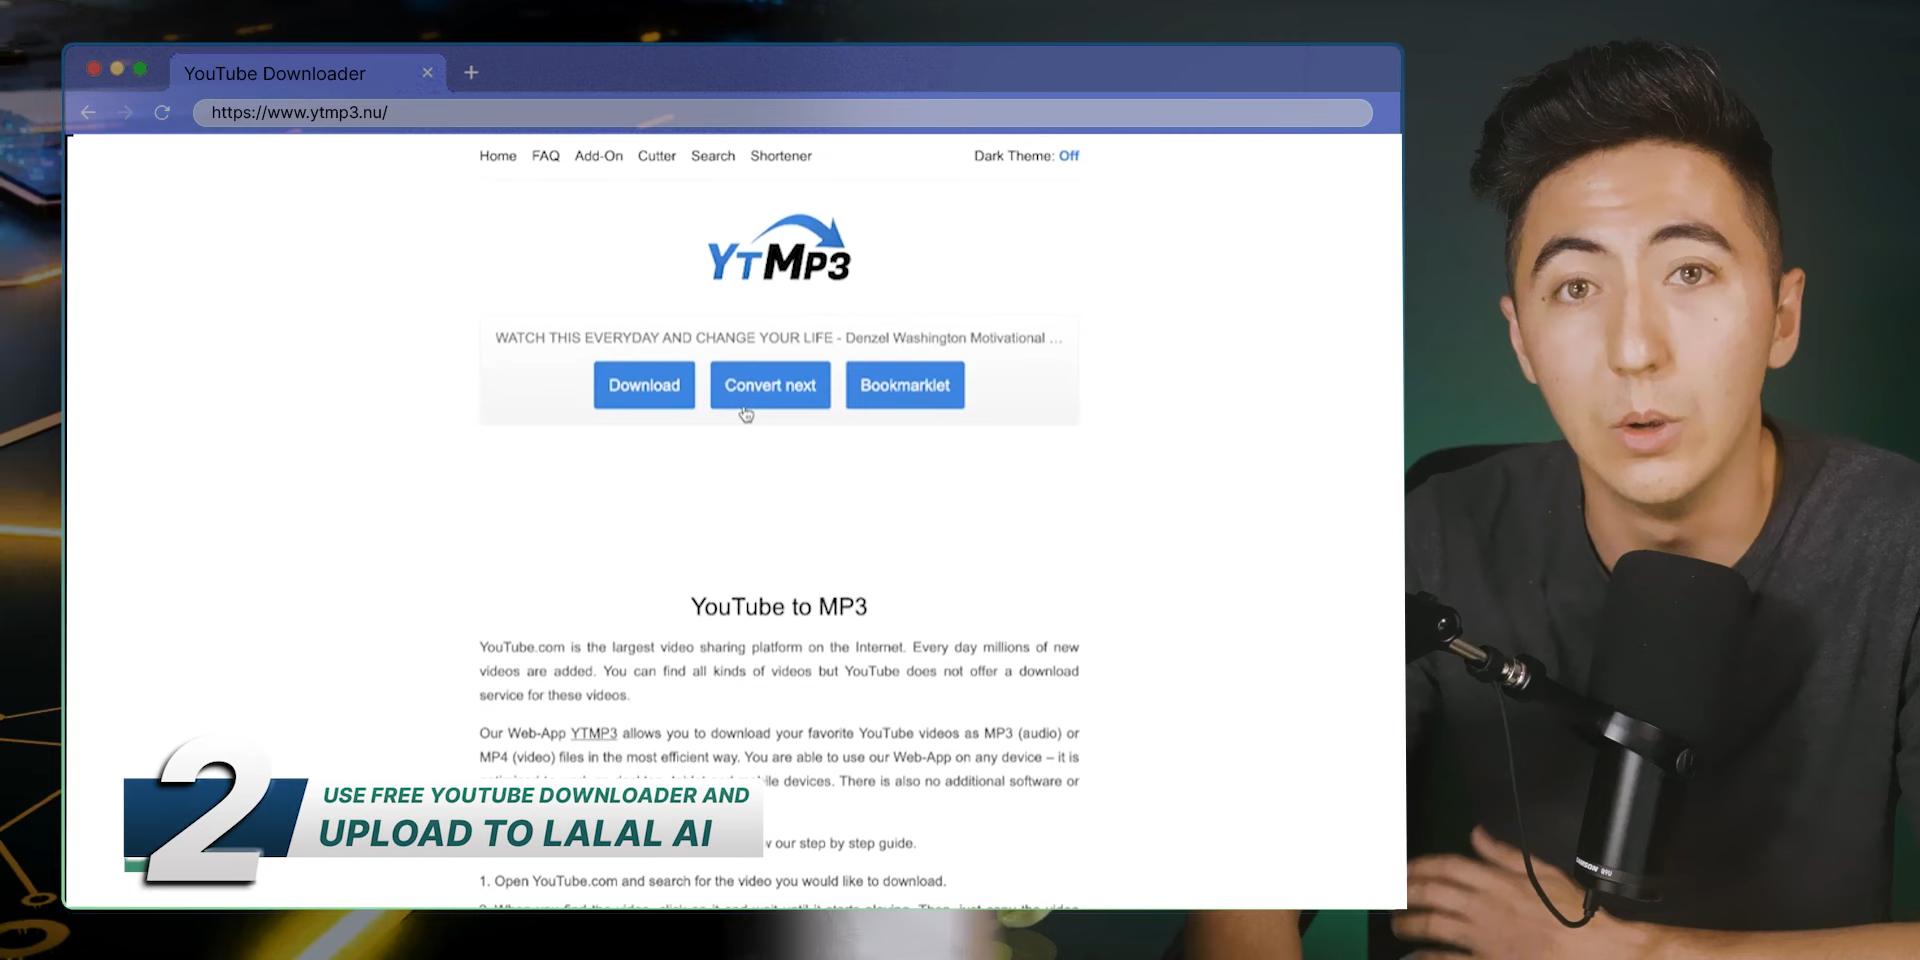 YouTube Downloader
https://www.ytmp3.nu/
Home FAQ Add-On Cutter Search Shortener Dark Theme: Off
YTMP3
WATCH THIS EVERYDAY AND CHANGE YOUR LIFE - Denzel Washington Motivational ...
Download Convert next Bookmarklet
YouTube to MP3
YouTube.com is the largest video sharing platform on the Internet. Every day millions of new
videos are added. You can find all kinds of videos but YouTube does not offer a download
service for these videos.
Our Web-App YTMP3 allows you to download your favorite YouTube videos as MP3 (audio) or
MP4 (video) files in the most efficient way. You are able to use our Web-App on any device – it is
devices. There is also no additional software or
2
USE FREE YOUTUBE DOWNLOADER AND
UPLOAD TO LALAL AI
our step by step guide.
1. Open YouTube.com and search for the video you would like to download.
SAMSON Q9U